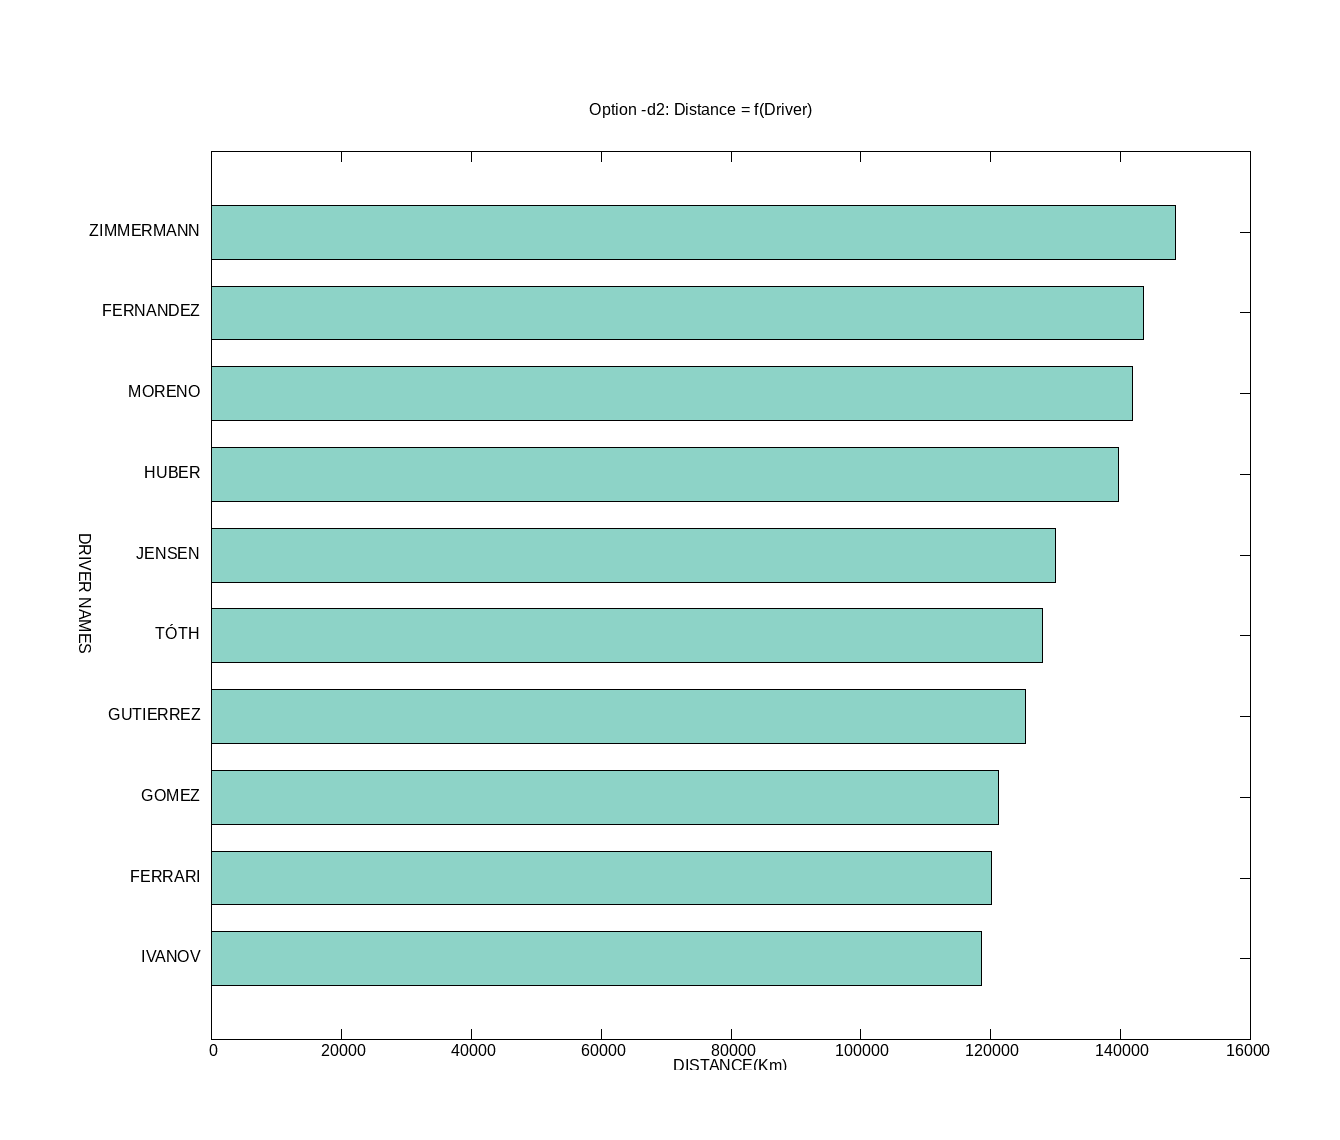 Option -d2: Distance = f(Driver)
ZIMMERMANN
FERNANDEZ
MORENO
HUBER
JENSEN
TÓTH
GUTIERREZ
GOMEZ
FERRARI
IVANOV
DRIVER NAMES
0 20000 40000 60000 80000 100000 120000 140000 16000
DISTANCE(Km)